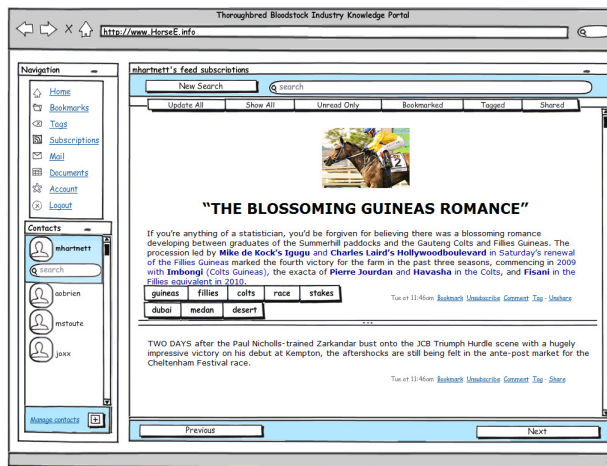 Thoroughbred Bloodstock Industry Knowledge Portal
http://www.HorseE.info
Navigation
Home
Bookmarks
Tags
Subscriptions
Mail
Documents
Account
Logout
Contacts
mhartnett
search
aobrien
mstoute
joxx
Manage contacts
mhartnett's feed subscriptions
New Search
search
Update All Show All Unread Only Bookmarked Tagged Shared
2
“THE BLOSSOMING GUINEAS ROMANCE”
If you're anything of a statistician, you'd be forgiven for believing there was a blossoming romance
developing between graduates of the Summerhill paddocks and the Gauteng Colts and Fillies Guineas. The
procession led by Mike de Kock's Igugu and Charles Laird's Hollywoodboulevard in Saturday's renewal
of the Fillies Guineas marked the fourth victory for the farm in the past three seasons, commencing in 2009
with Imbongi (Colts Guineas), the exacta of Pierre Jourdan and Havasha in the Colts, and Fisani in the
Fillies equivalent in 2010.
guineas fillies colts race stakes
dubai medan desert
Tue at 11:46am Bookmark Unsubscribe Comment Tag - Unshare
TWO DAYS after the Paul Nicholls-trained Zarkandar bust onto the JCB Triumph Hurdle scene with a hugely
impressive victory on his debut at Kempton, the aftershocks are still being felt in the ante-post market for the
Cheltenham Festival race.
Tue at 11:46am Bookmark Unsubscribe Comment Tag - Share
Previous
Next